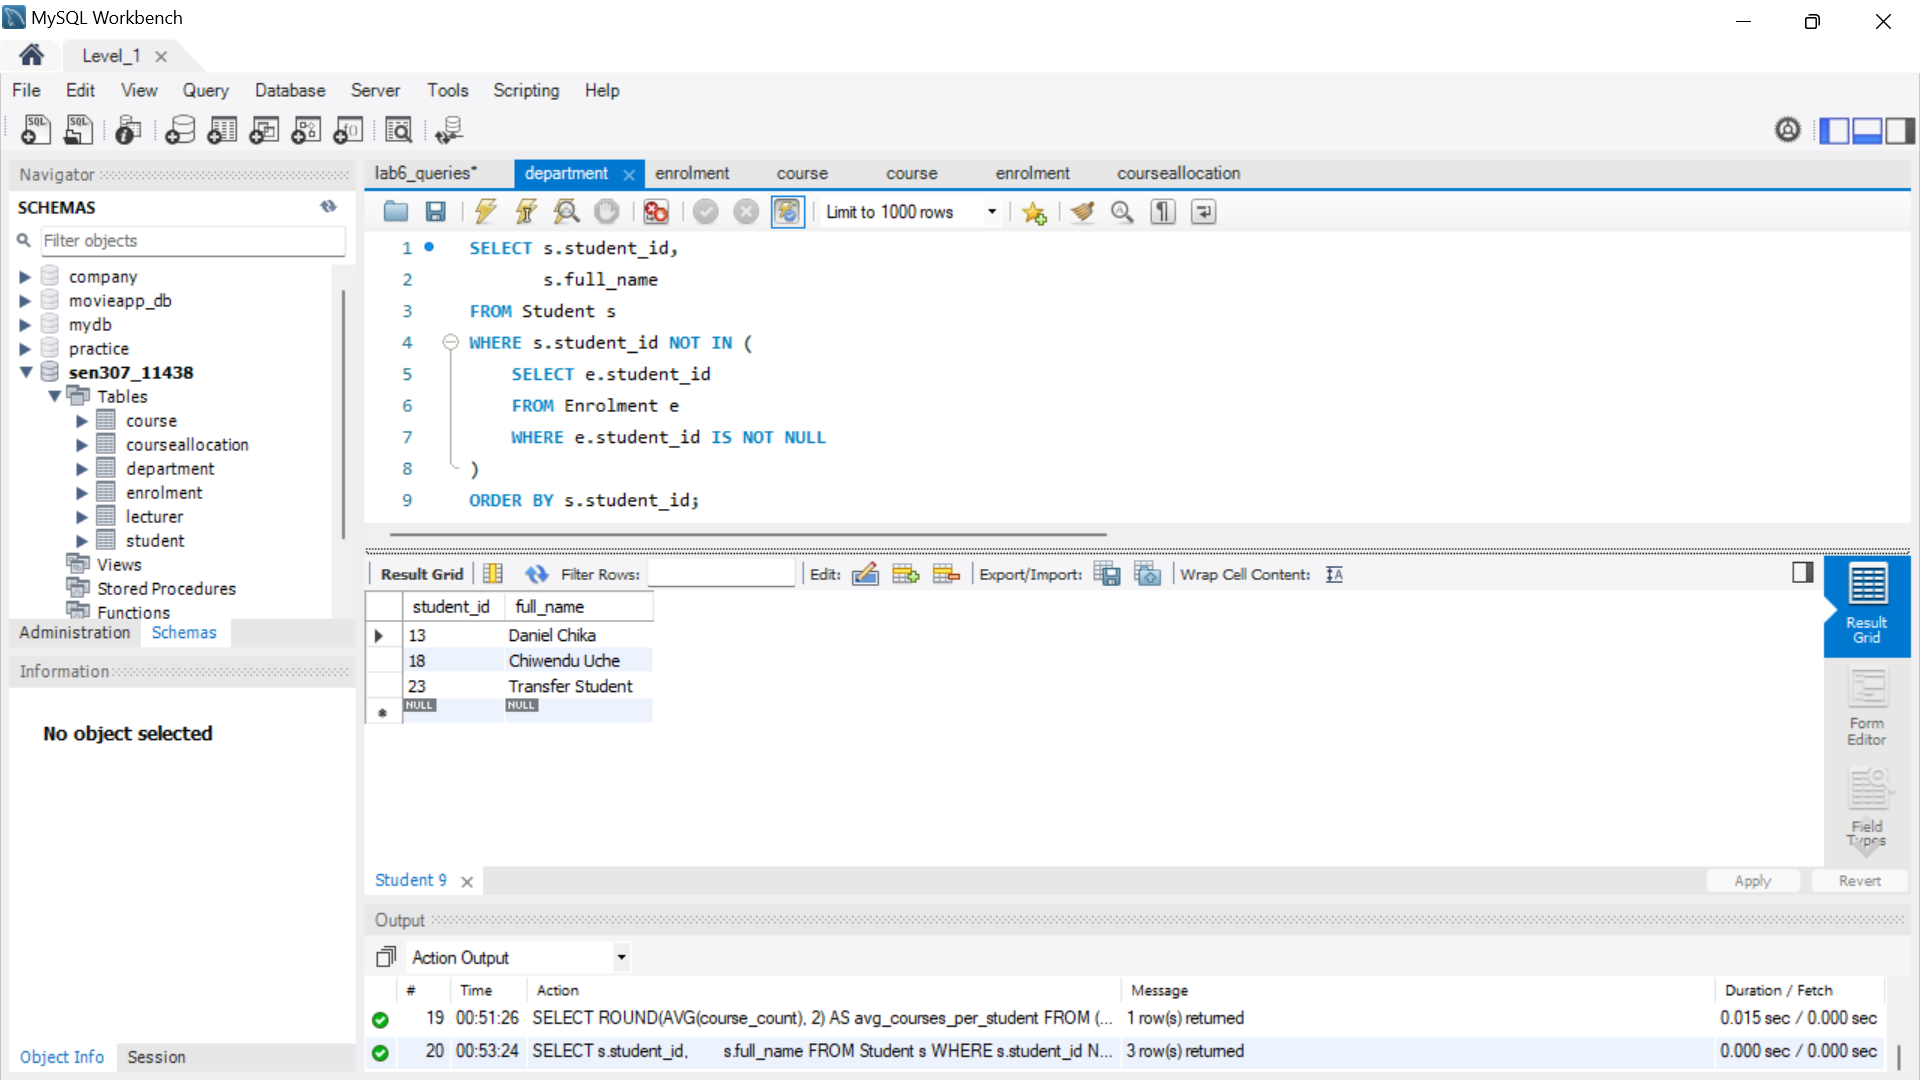 MySQL Workbench
Level_1
File Edit View Query Database Server Tools Scripting Help
Navigator
SCHEMAS
Filter objects
company
movieapp_db
mydb
practice
sen307_11438
Tables
course
courseallocation
department
enrolment
lecturer
student
Views
Stored Procedures
Functions
Administration Schemas
Information
No object selected
Object Info Session
lab6_queries* department enrolment course course enrolment courseallocation
Limit to 1000 rows
1 SELECT s.student_id,
2 s.full_name
3 FROM Student s
4 WHERE s.student_id NOT IN (
5 SELECT e.student_id
6 FROM Enrolment e
7 WHERE e.student_id IS NOT NULL
8 )
9 ORDER BY s.student_id;
Result Grid Filter Rows: Edit: Export/Import: Wrap Cell Content:
student_id full_name
13 Daniel Chika
18 Chiwendu Uche
23 Transfer Student
NULL NULL
Result Grid
Form Editor
Field Types
Student 9
Apply Revert
Output
Action Output
# Time Action Message Duration / Fetch
19 00:51:26 SELECT ROUND(AVG(course_count), 2) AS avg_courses_per_student FROM (... 1 row(s) returned 0.015 sec / 0.000 sec
20 00:53:24 SELECT s.student_id, s.full_name FROM Student s WHERE s.student_id N... 3 row(s) returned 0.000 sec / 0.000 sec